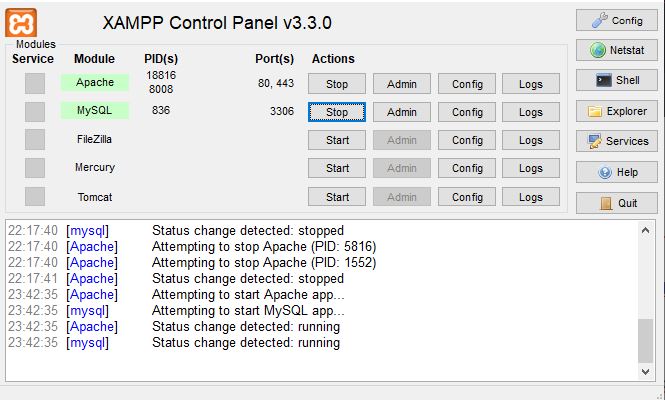 XAMPP Control Panel v3.3.0
Config
Modules
Service Module PID(s) Port(s) Actions
Netstat
Apache 18816 8008 80, 443 Stop Admin Config Logs
Shell
MySQL 836 3306 Stop Admin Config Logs
Explorer
FileZilla Start Admin Config Logs
Services
Mercury Start Admin Config Logs
Help
Tomcat Start Admin Config Logs
Quit
22:17:40 [mysql] Status change detected: stopped
22:17:40 [Apache] Attempting to stop Apache (PID: 5816)
22:17:40 [Apache] Attempting to stop Apache (PID: 1552)
22:17:41 [Apache] Status change detected: stopped
23:42:35 [Apache] Attempting to start Apache app...
23:42:35 [mysql] Attempting to start MySQL app...
23:42:35 [Apache] Status change detected: running
23:42:35 [mysql] Status change detected: running